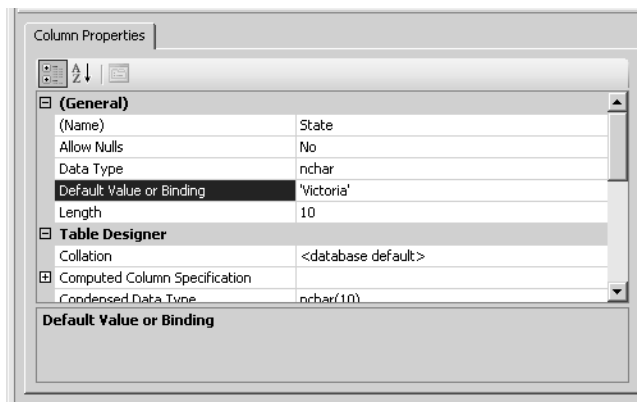 Column Properties
A Z
(General)
(Name) State
Allow Nulls No
Data Type nchar
Default Value or Binding 'Victoria'
Length 10
Table Designer
Collation <database default>
Computed Column Specification
Condensed Data Type nchar(10)
Default Value or Binding